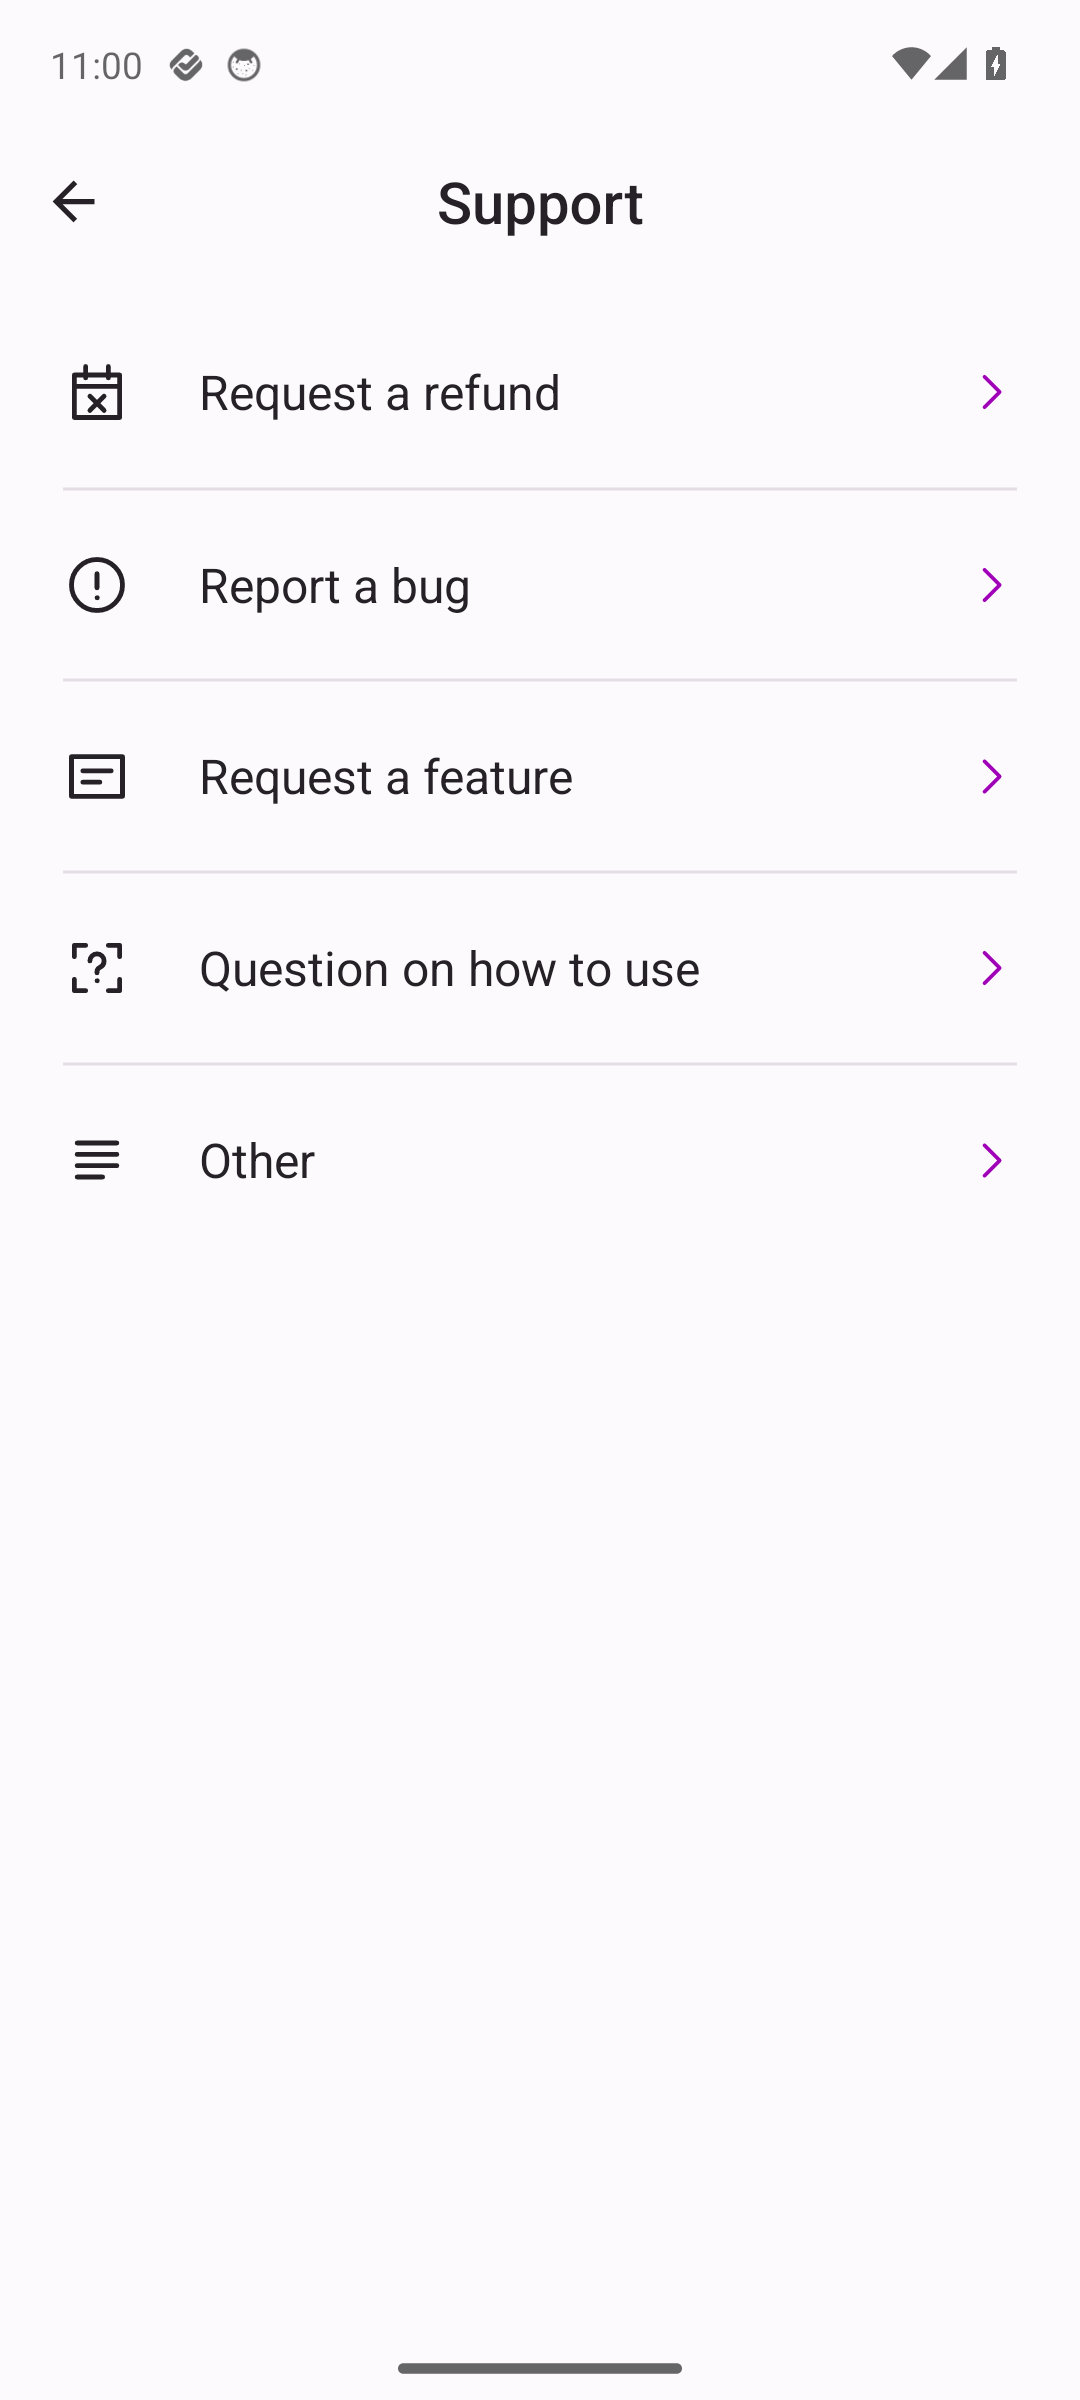 11:00
Support
Request a refund
Report a bug
Request a feature
Question on how to use
Other